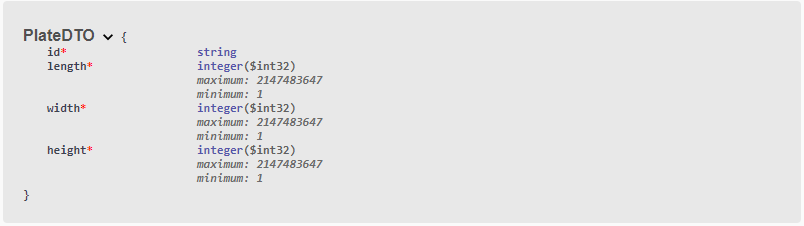 PlateDTO {
id* string
length* integer($int32)
maximum: 2147483647
minimum: 1
width* integer($int32)
maximum: 2147483647
minimum: 1
height* integer($int32)
maximum: 2147483647
minimum: 1
}